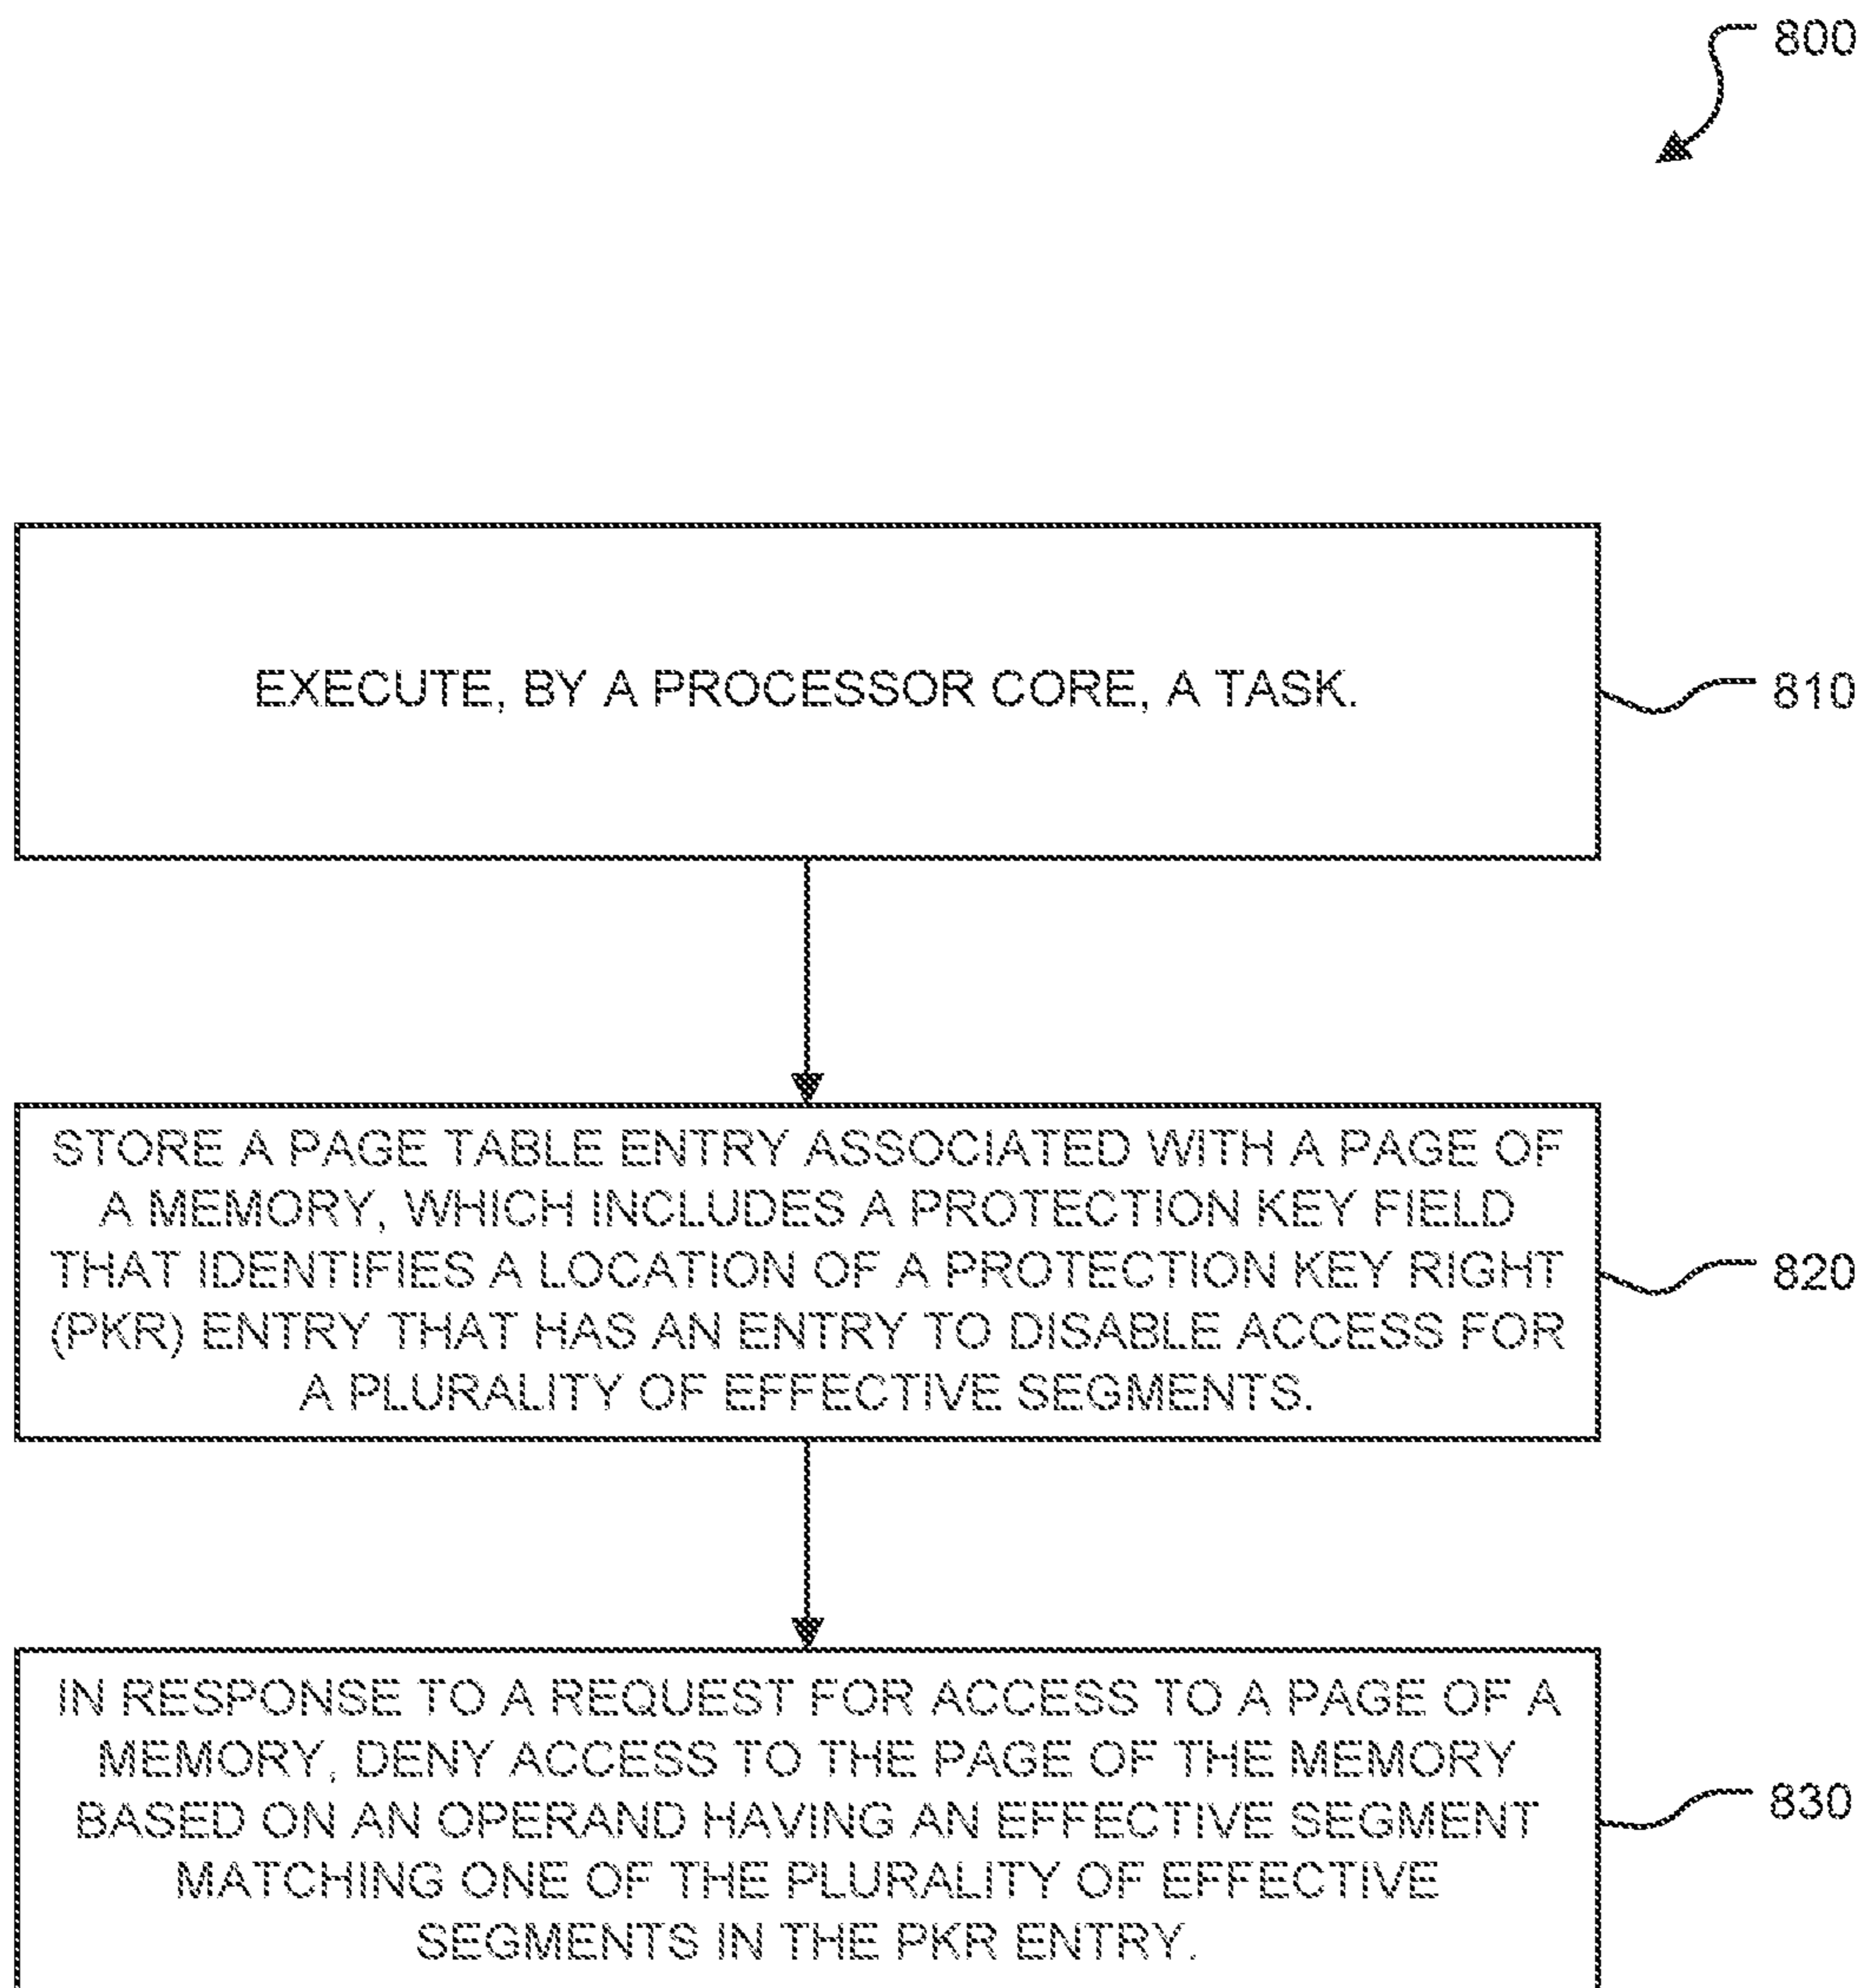 800
EXECUTE, BY A PROCESSOR CORE, A TASK.
810
STORE A PAGE TABLE ENTRY ASSOCIATED WITH A PAGE OF
A MEMORY, WHICH INCLUDES A PROTECTION KEY FIELD
THAT IDENTIFIES A LOCATION OF A PROTECTION KEY RIGHT
(PKR) ENTRY THAT HAS AN ENTRY TO DISABLE ACCESS FOR
A PLURALITY OF EFFECTIVE SEGMENTS.
820
IN RESPONSE TO A REQUEST FOR ACCESS TO A PAGE OF A
MEMORY, DENY ACCESS TO THE PAGE OF THE MEMORY
BASED ON AN OPERAND HAVING AN EFFECTIVE SEGMENT
MATCHING ONE OF THE PLURALITY OF EFFECTIVE
SEGMENTS IN THE PKR ENTRY.
830